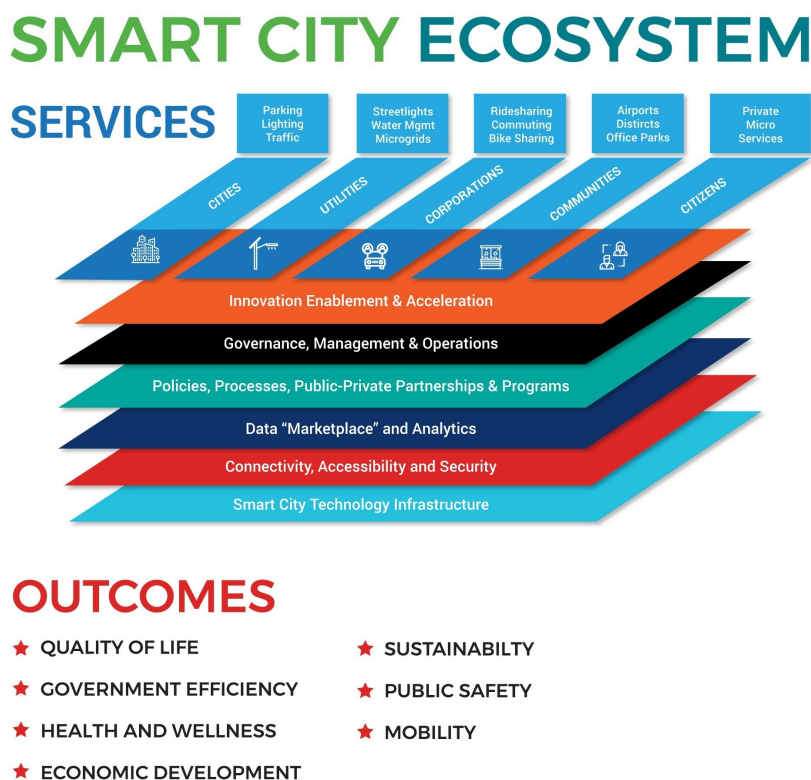 SMART CITY ECOSYSTEM
SERVICES
Parking
Lighting
Traffic
Streetlights
Water Mgmt
Microgrids
Ridesharing
Commuting
Bike Sharing
Airports
Distircts
Office Parks
Private
Micro
Services
CITIES
UTILITIES
CORPORATIONS
COMMUNITIES
CITIZENS
Innovation Enablement & Acceleration
Governance, Management & Operations
Policies, Processes, Public-Private Partnerships & Programs
Data “Marketplace” and Analytics
Connectivity, Accessibility and Security
Smart City Technology Infrastructure
OUTCOMES
QUALITY OF LIFE
GOVERNMENT EFFICIENCY
HEALTH AND WELLNESS
ECONOMIC DEVELOPMENT
SUSTAINABILTY
PUBLIC SAFETY
MOBILITY